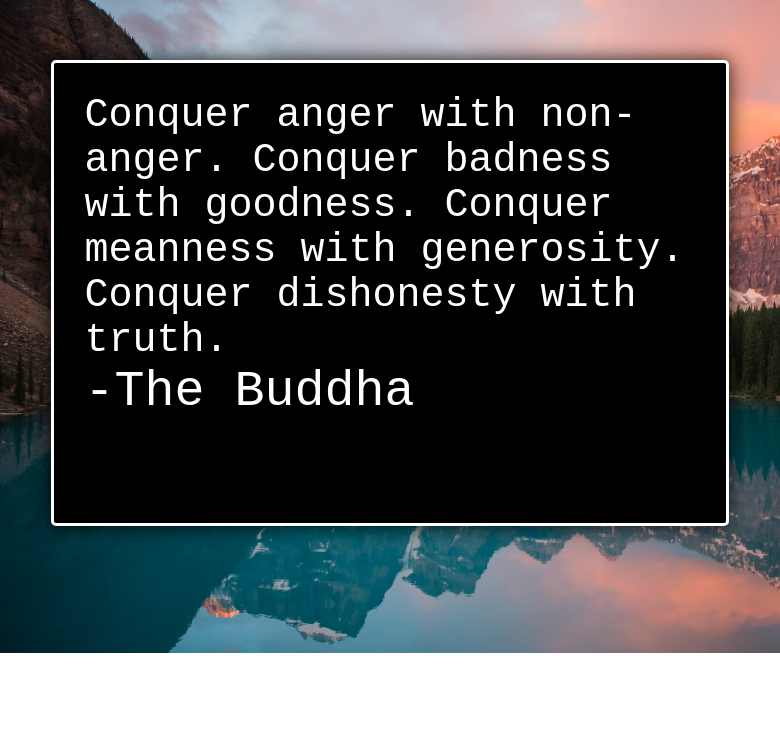 Conquer anger with non-
anger. Conquer badness
with goodness. Conquer
meanness with generosity.
Conquer dishonesty with
truth.
-The Buddha